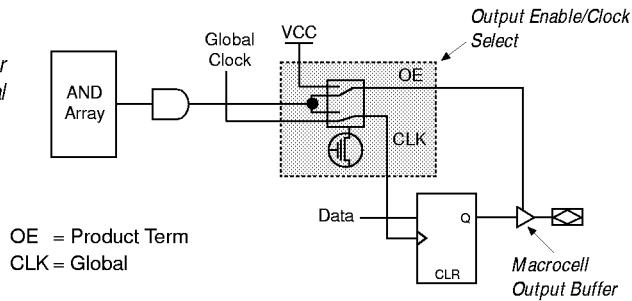 Output Enable/Clock
Select
VCC
Global
Clock
r
al
AND
Array
OE
CLK
Data
Q
CLR
OE = Product Term
CLK = Global
Macrocell
Output Buffer